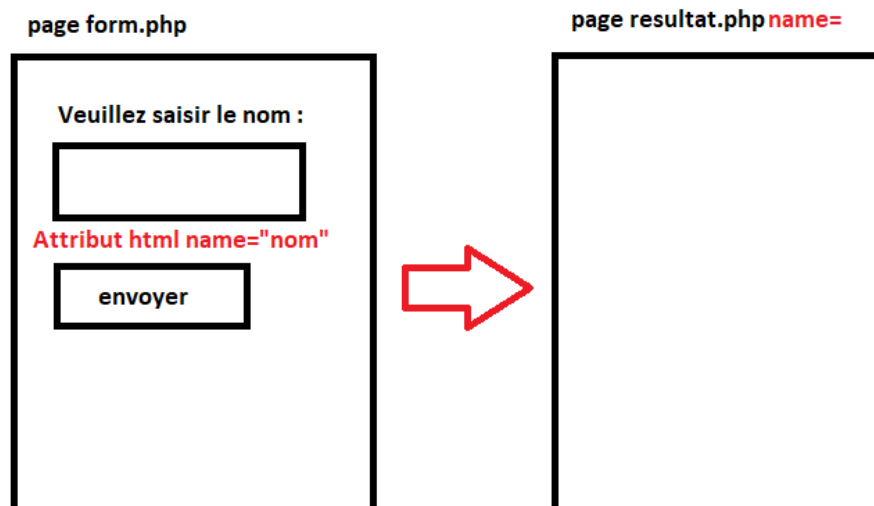 page form.php
page resultat.php name=
Veuillez saisir le nom :
Attribut html name="nom"
envoyer